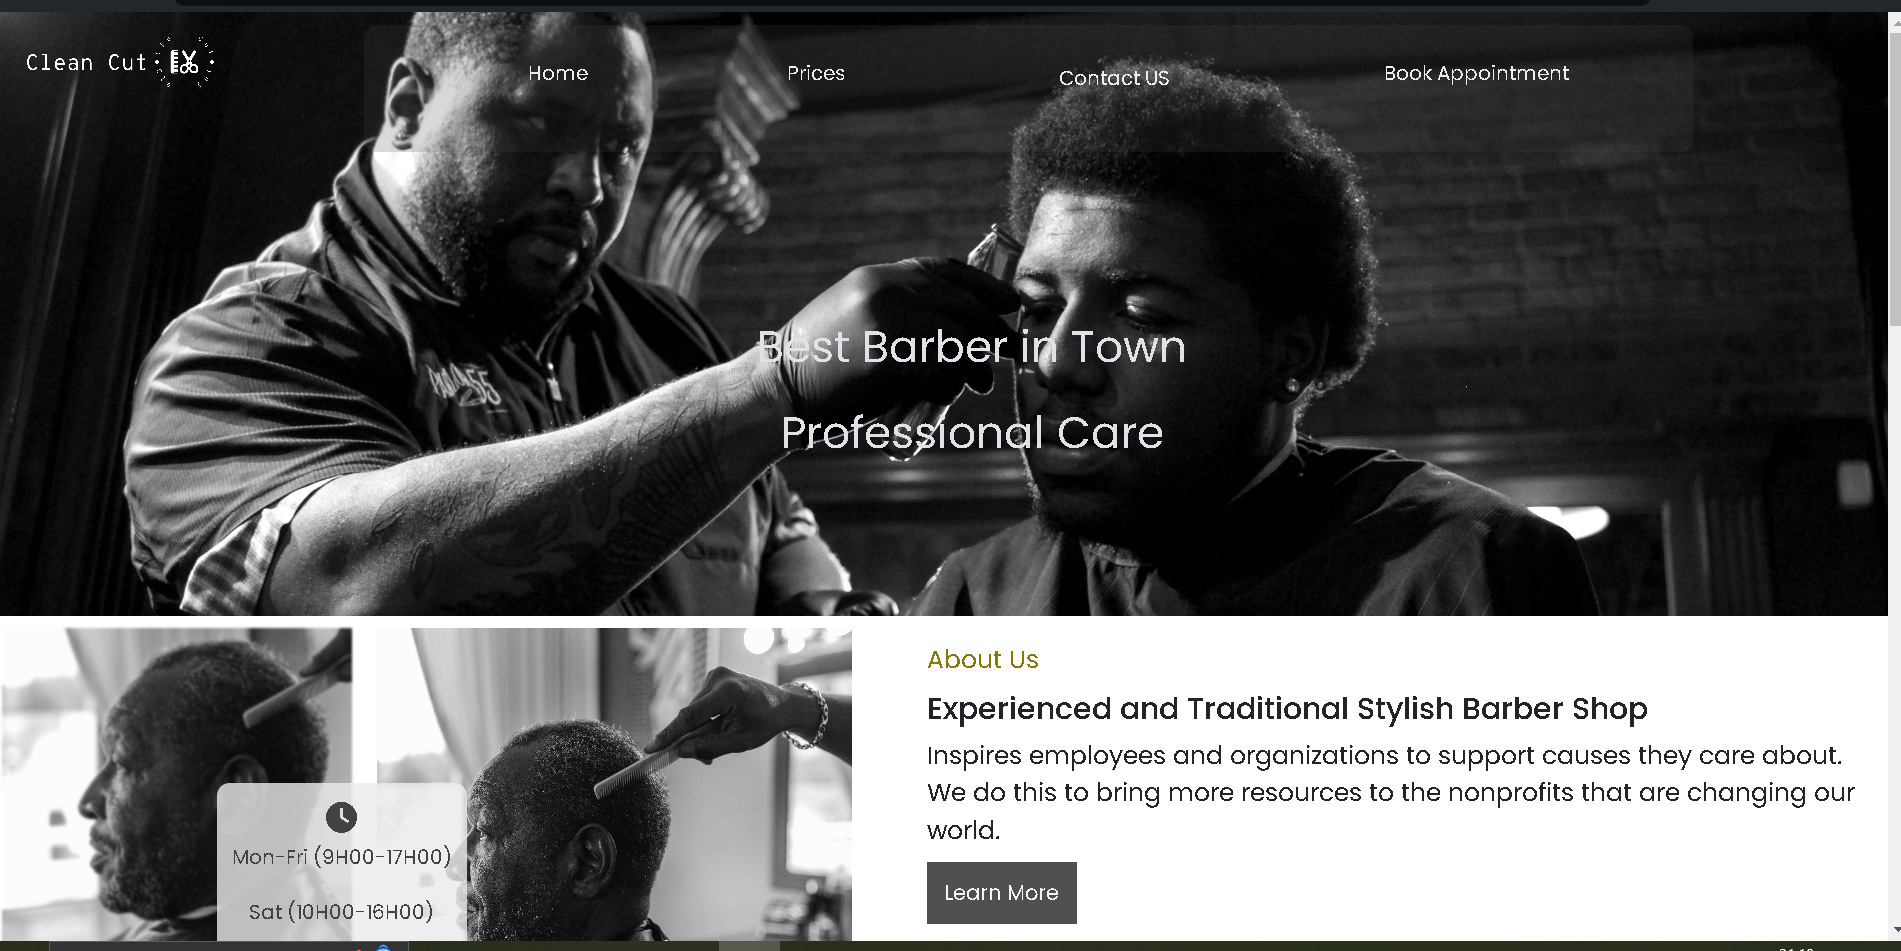 Clean Cut
Home
Prices
Contact US
Book Appointment
Best Barber in Town
Professional Care
About Us
Experienced and Traditional Stylish Barber Shop
Inspires employees and organizations to support causes they care about.
We do this to bring more resources to the nonprofits that are changing our
world.
Learn More
Mon-Fri (9H00-17H00)
Sat (10H00-16H00)